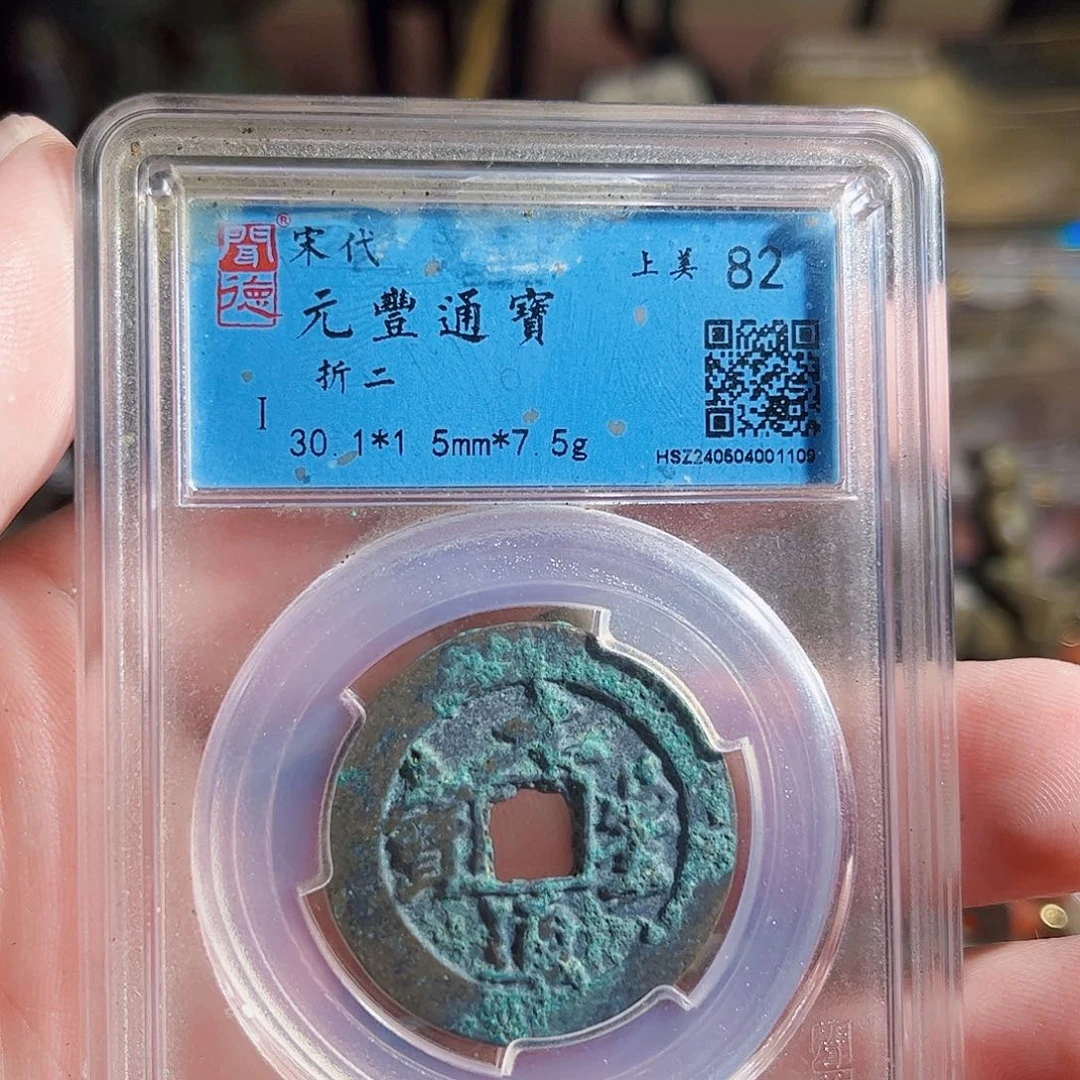 聞德®
宋代
上美 82
元豐通寶
折二
I
30.1*1 5mm*7.5g
HSZ240604001109